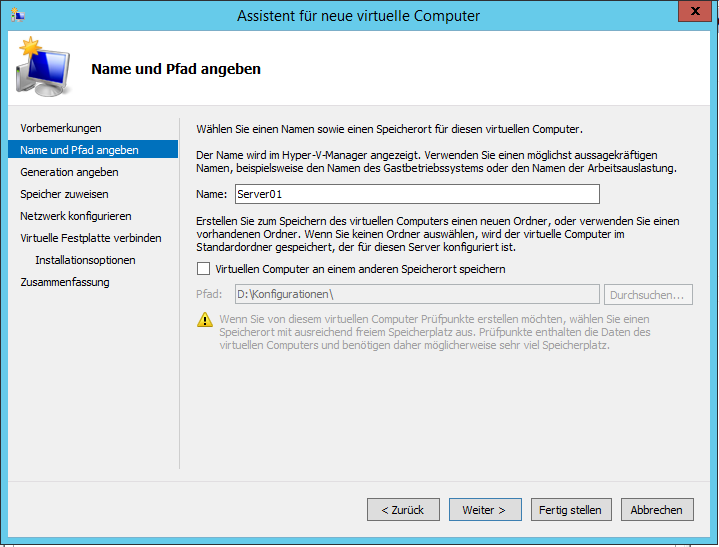 Assistent für neue virtuelle Computer
x
Name und Pfad angeben
Vorbemerkungen
Name und Pfad angeben
Generation angeben
Speicher zuweisen
Netzwerk konfigurieren
Virtuelle Festplatte verbinden
Installationsoptionen
Zusammenfassung
Wählen Sie einen Namen sowie einen Speicherort für diesen virtuellen Computer.
Der Name wird im Hyper-V-Manager angezeigt. Verwenden Sie einen möglichst aussagekräftigen
Namen, beispielsweise den Namen des Gastbetriebssystems oder den Namen der Arbeitsauslastung.
Name: Server01
Erstellen Sie zum Speichern des virtuellen Computers einen neuen Ordner, oder verwenden Sie einen
vorhandenen Ordner. Wenn Sie keinen Ordner auswählen, wird der virtuelle Computer im
Standardordner gespeichert, der für diesen Server konfiguriert ist.
Virtuellen Computer an einem anderen Speicherort speichern
Pfad: D:\Konfigurationen\ Durchsuchen...
Wenn Sie von diesem virtuellen Computer Prüfpunkte erstellen möchten, wählen Sie einen
Speicherort mit ausreichend freiem Speicherplatz aus. Prüfpunkte enthalten die Daten des
virtuellen Computers und benötigen daher möglicherweise sehr viel Speicherplatz.
< Zurück Weiter > Fertig stellen Abbrechen